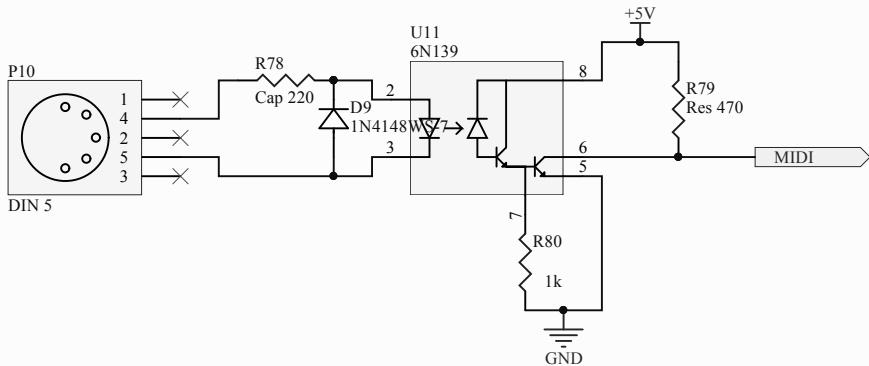 P10
1
4
2
5
3
DIN 5
R78
Cap 220
D9
1N4148WS-7
2
3
U11
6N139
8
6
5
7
R80
1k
GND
+5V
R79
Res 470
MIDI